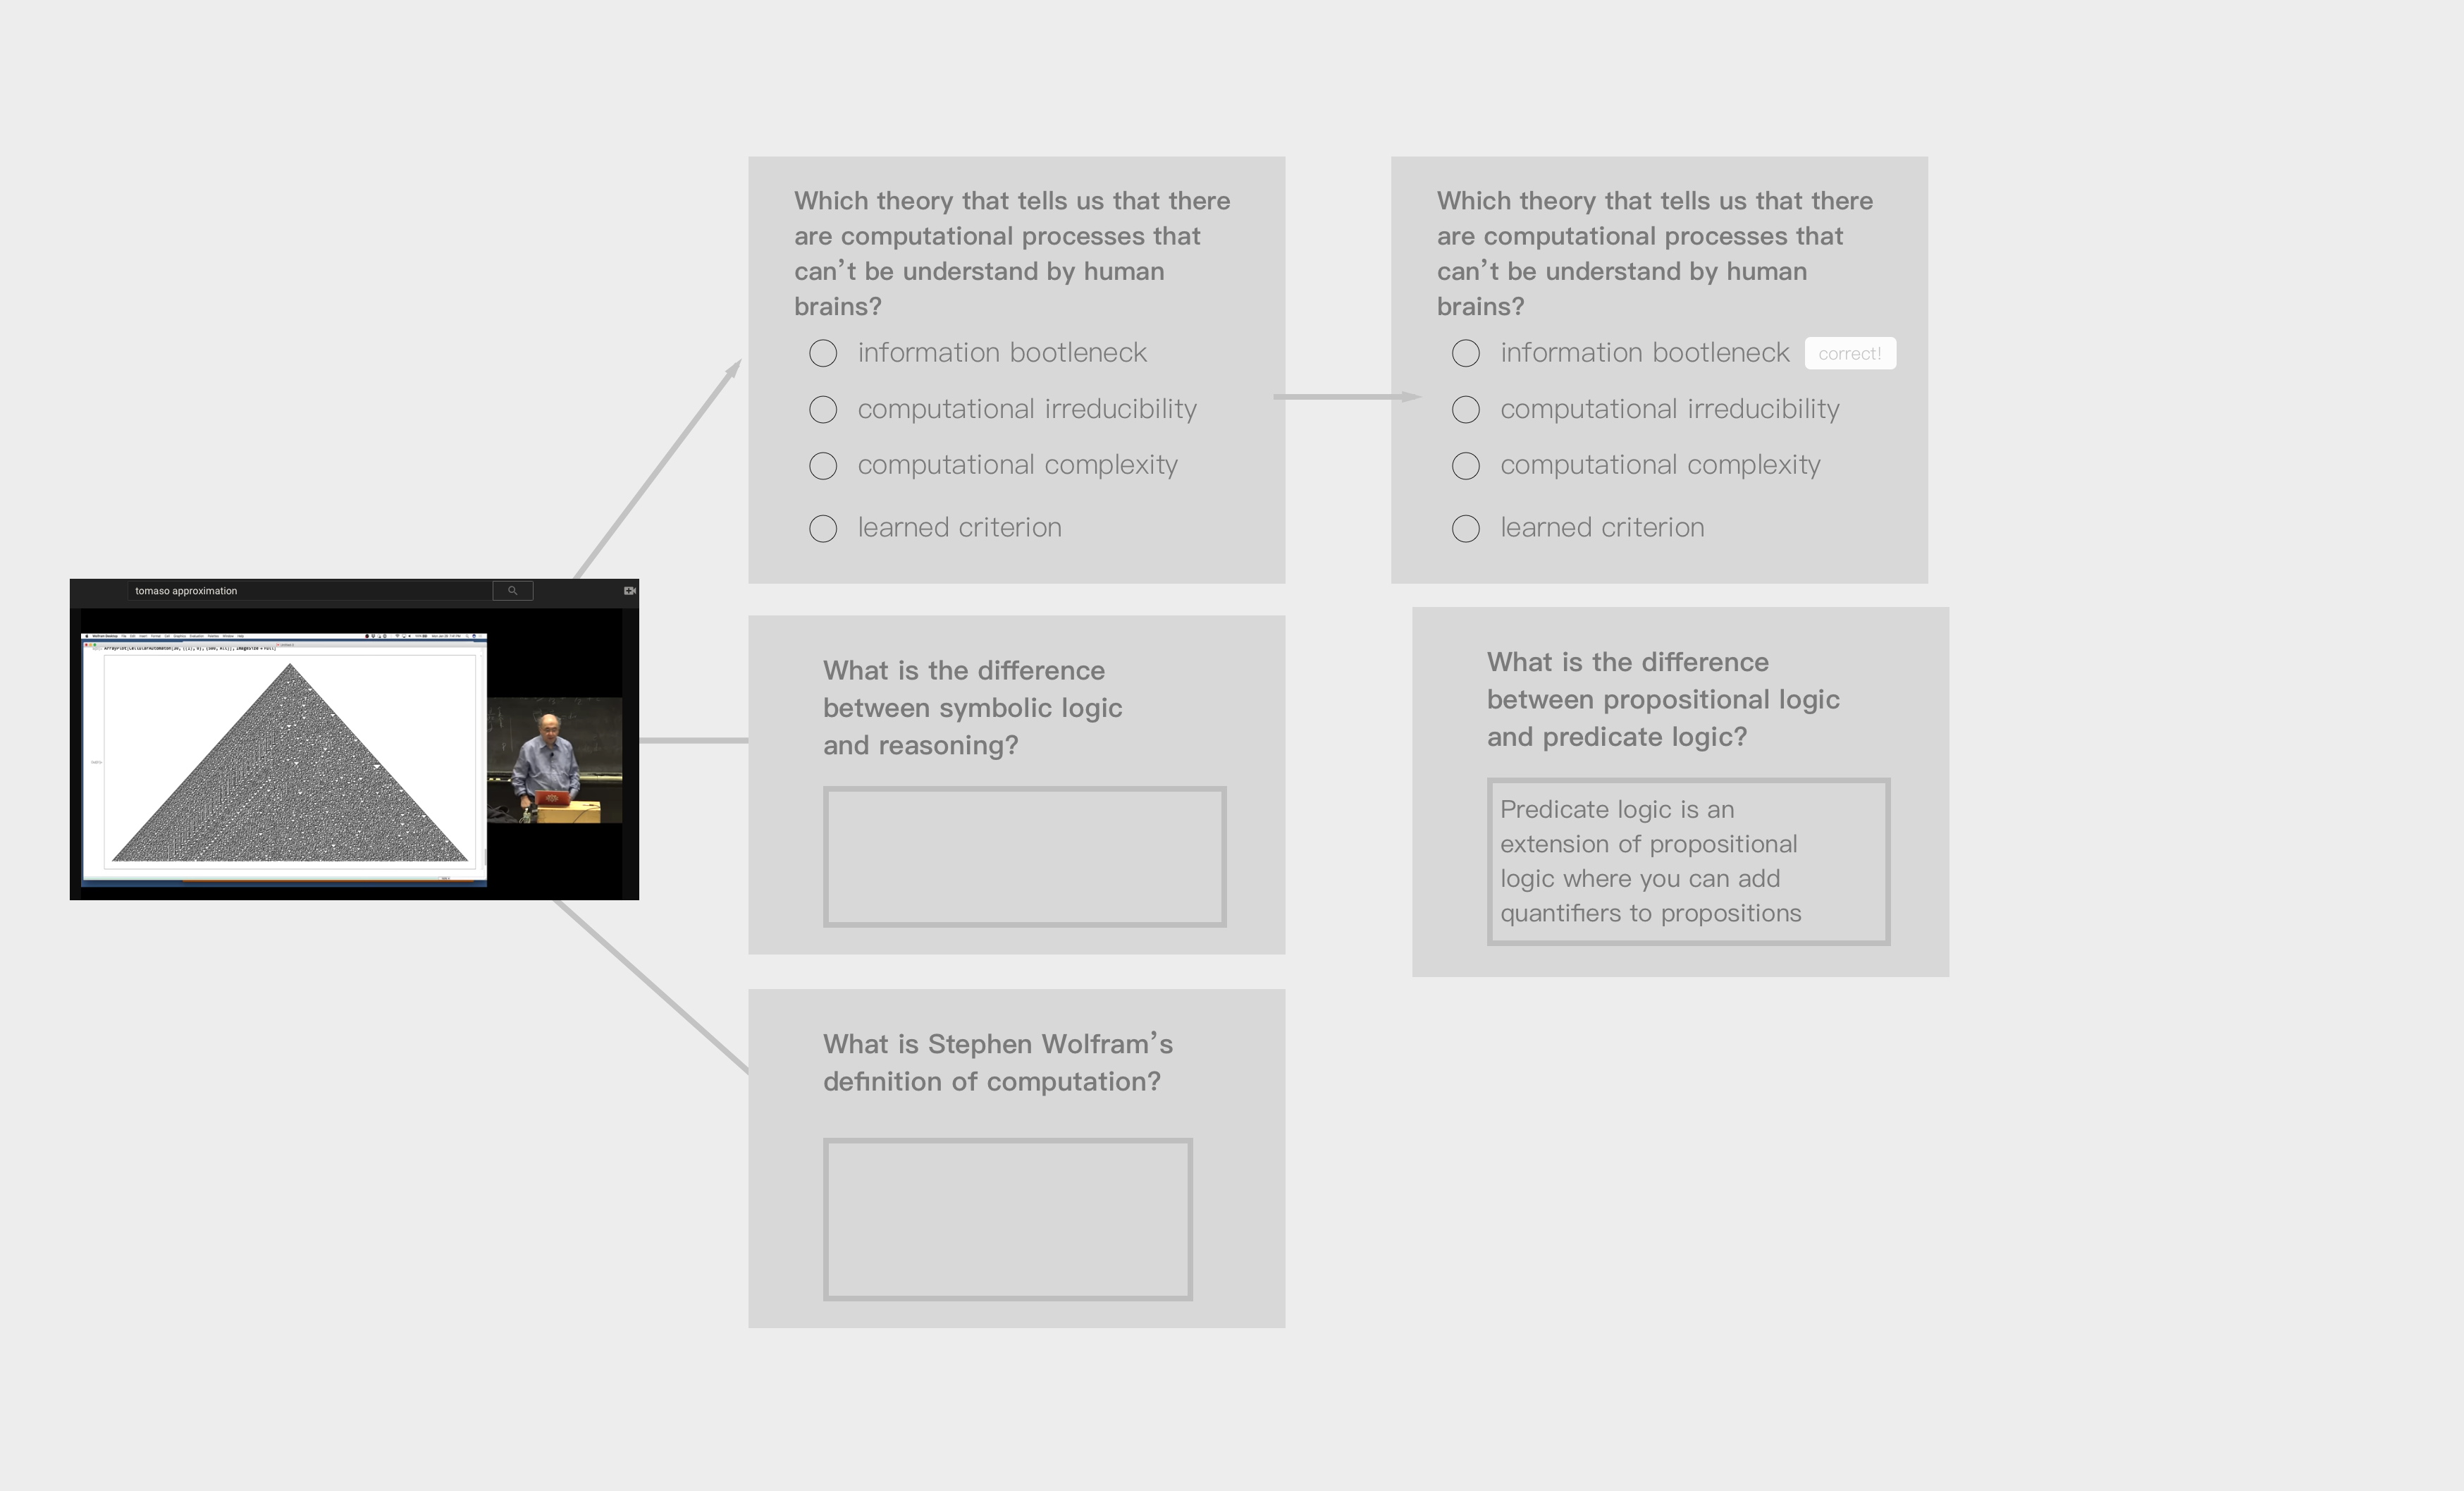 Which theory that tells us that there
are computational processes that
can’t be understand by human
brains?
information bootleneck
computational irreducibility
computational complexity
learned criterion
Which theory that tells us that there
are computational processes that
can’t be understand by human
brains?
information bootleneck correct!
computational irreducibility
computational complexity
learned criterion
tomaso approximation
What is the difference
between symbolic logic
and reasoning?
What is the difference
between propositional logic
and predicate logic?
Predicate logic is an
extension of propositional
logic where you can add
quantifiers to propositions
What is Stephen Wolfram’s
definition of computation?